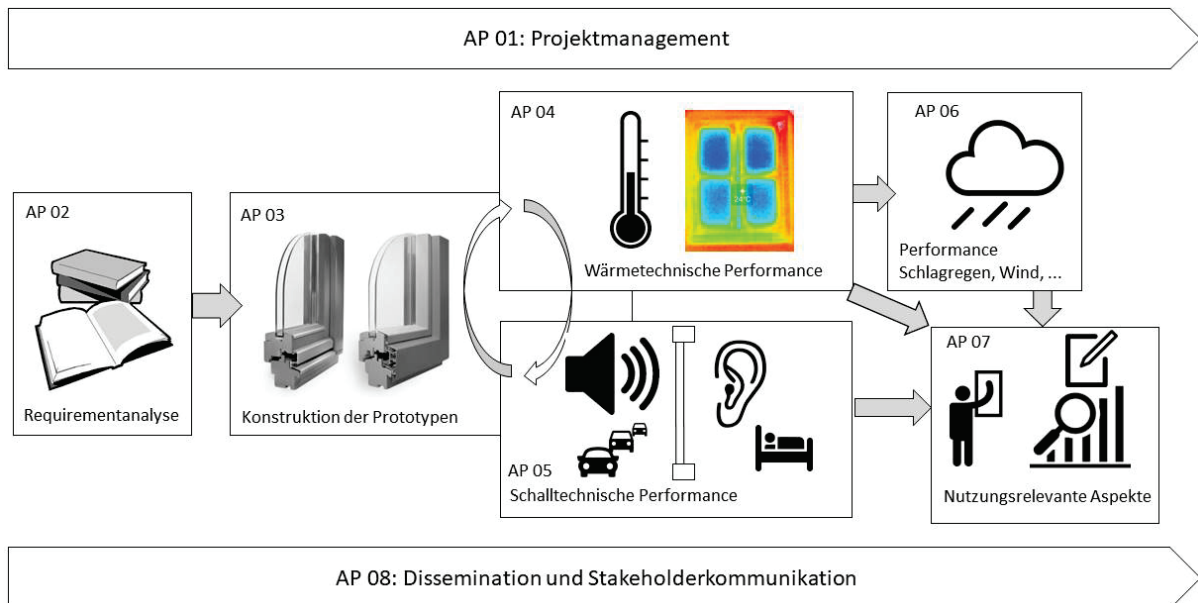 AP 01: Projektmanagement
AP 02
Requirementanalyse
AP 03
Konstruktion der Prototypen
AP 04
24°C
Wärmetechnische Performance
AP 05
Schalltechnische Performance
AP 06
Performance
Schlagregen, Wind, ...
AP 07
Nutzungsrelevante Aspekte
AP 08: Dissemination und Stakeholderkommunikation